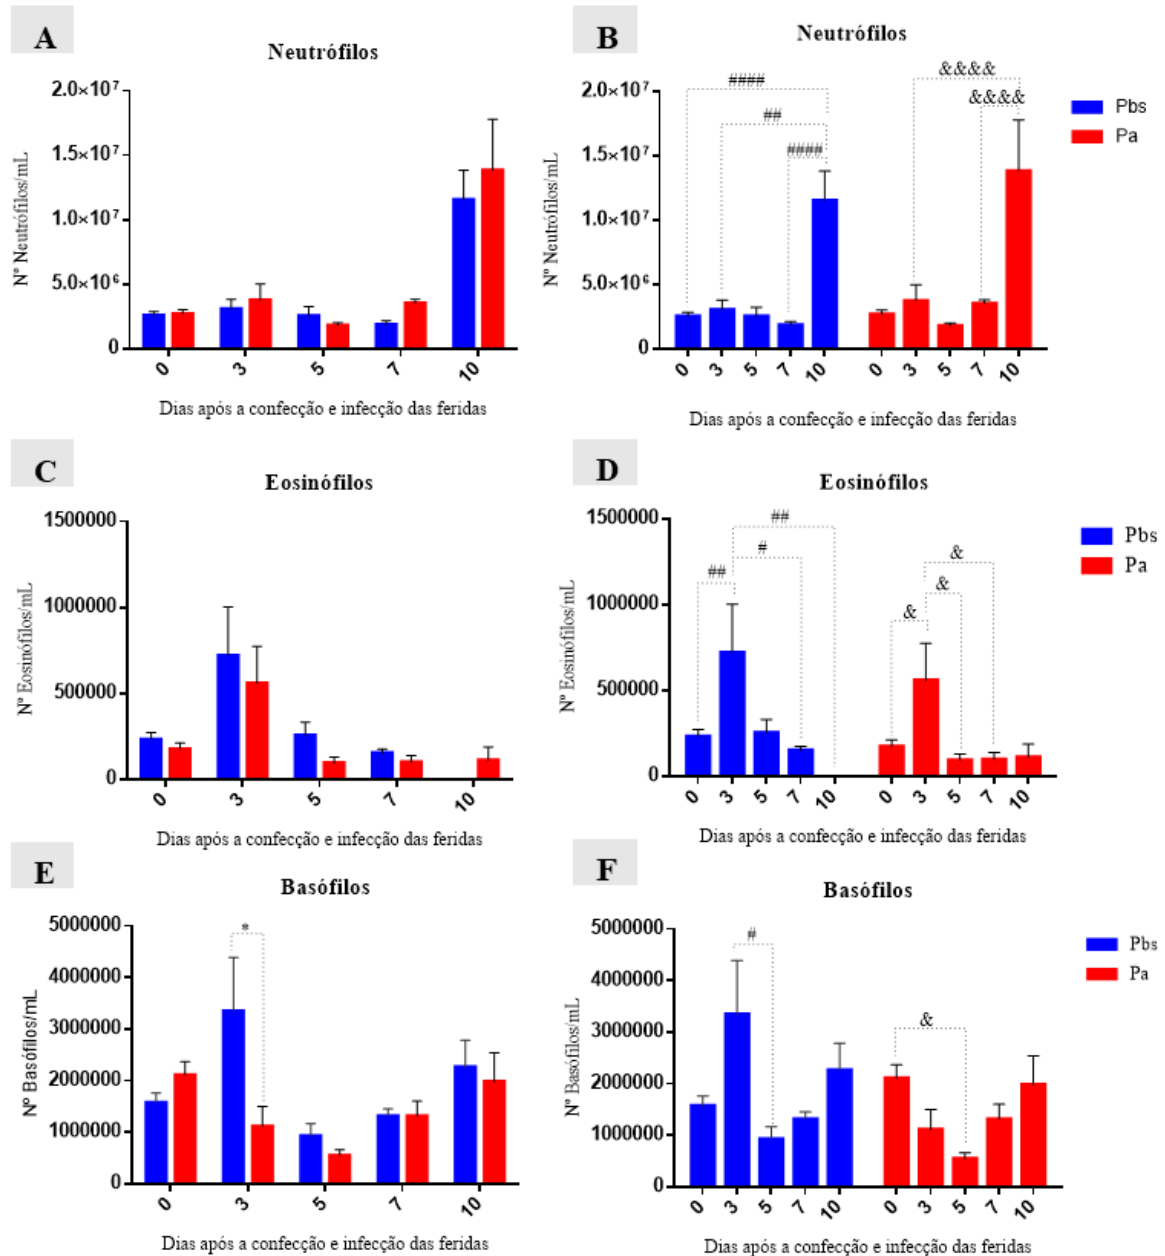 A
Neutrófilos
2.0×10⁷
1.5×10⁷
1.0×10⁷
5.0×10⁶
0
Nº Neutrófilos/mL
0 3 5 7 10
Dias após a confecção e infecção das feridas
B
Neutrófilos
&&&&
####
&&&&
##
####
2.0×10⁷
1.5×10⁷
1.0×10⁷
5.0×10⁶
0
Nº Neutrófilos/mL
0 3 5 7 10 0 3 5 7 10
Dias após a confecção e infecção das feridas
Pbs
Pa
C
Eosinófilos
1500000
1000000
500000
0
Nº Eosinófilos/mL
0 3 5 7 10
Dias após a confecção e infecção das feridas
D
Eosinófilos
##
#
&
##
&
&
1500000
1000000
500000
0
Nº Eosinófilos/mL
0 3 5 7 10 0 3 5 7 10
Dias após a confecção e infecção das feridas
Pbs
Pa
E
Basófilos
*
5000000
4000000
3000000
2000000
1000000
0
Nº Basófilos/mL
0 3 5 7 10
Dias após a confecção e infecção das feridas
F
Basófilos
#
&
5000000
4000000
3000000
2000000
1000000
0
Nº Basófilos/mL
0 3 5 7 10 0 3 5 7 10
Dias após a confecção e infecção das feridas
Pbs
Pa